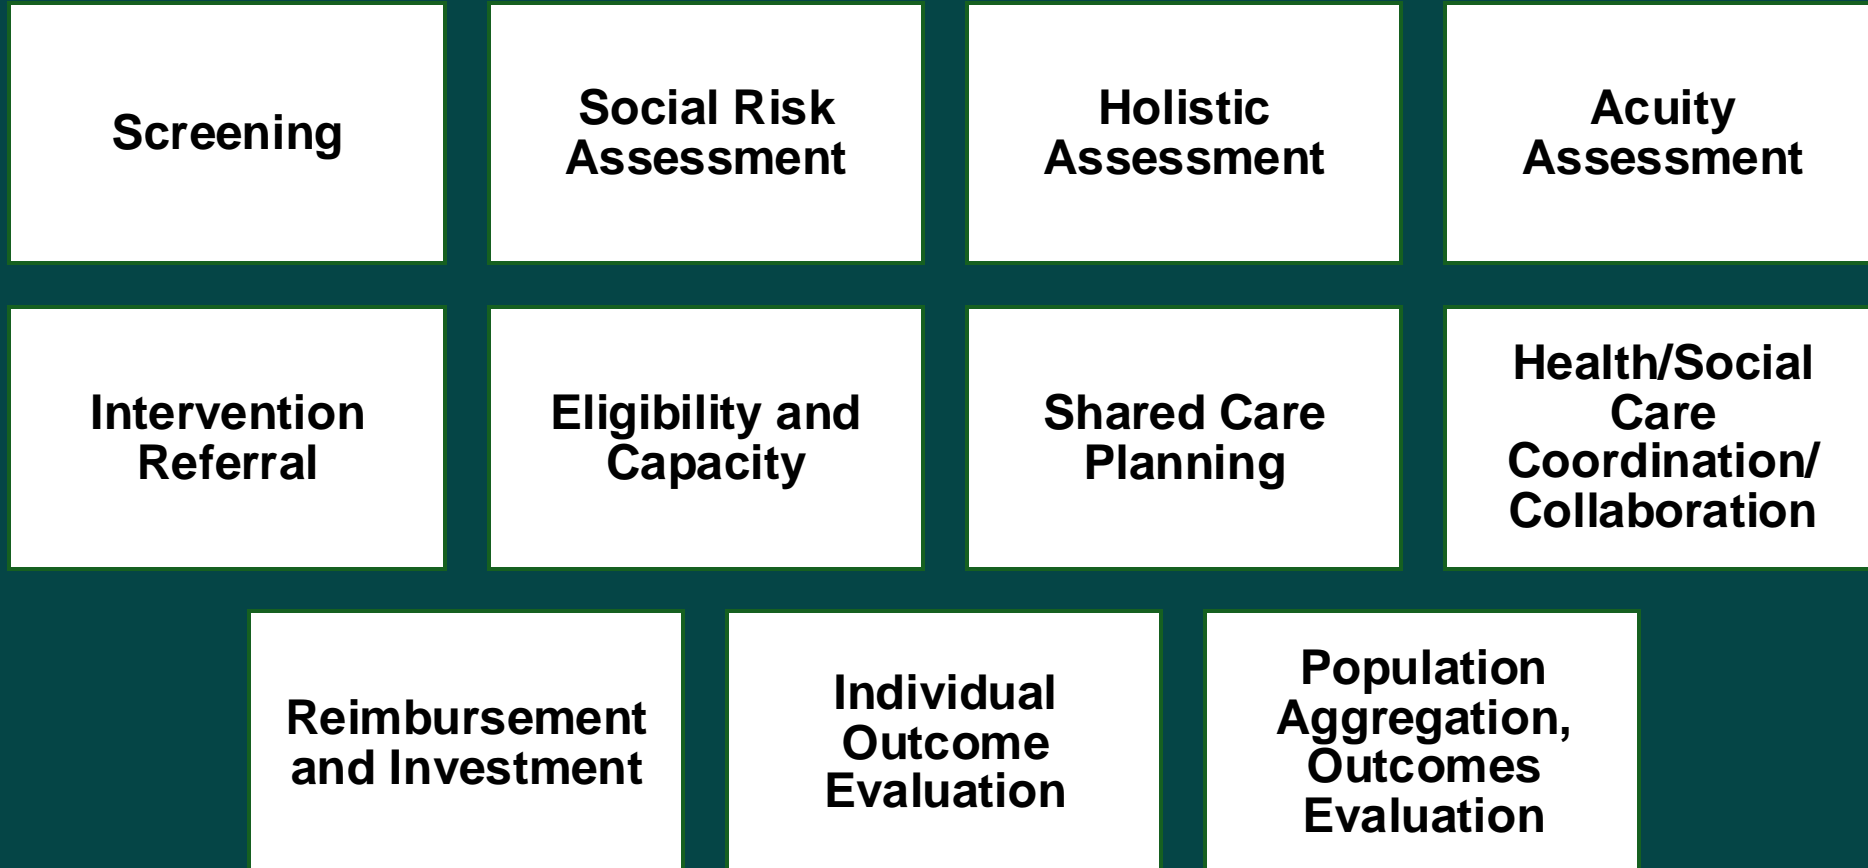 Screening
Social Risk
Assessment
Holistic
Assessment
Acuity
Assessment
Intervention
Referral
Eligibility and
Capacity
Shared Care
Planning
Health/Social
Care
Coordination/
Collaboration
Reimbursement
and Investment
Individual
Outcome
Evaluation
Population
Aggregation,
Outcomes
Evaluation